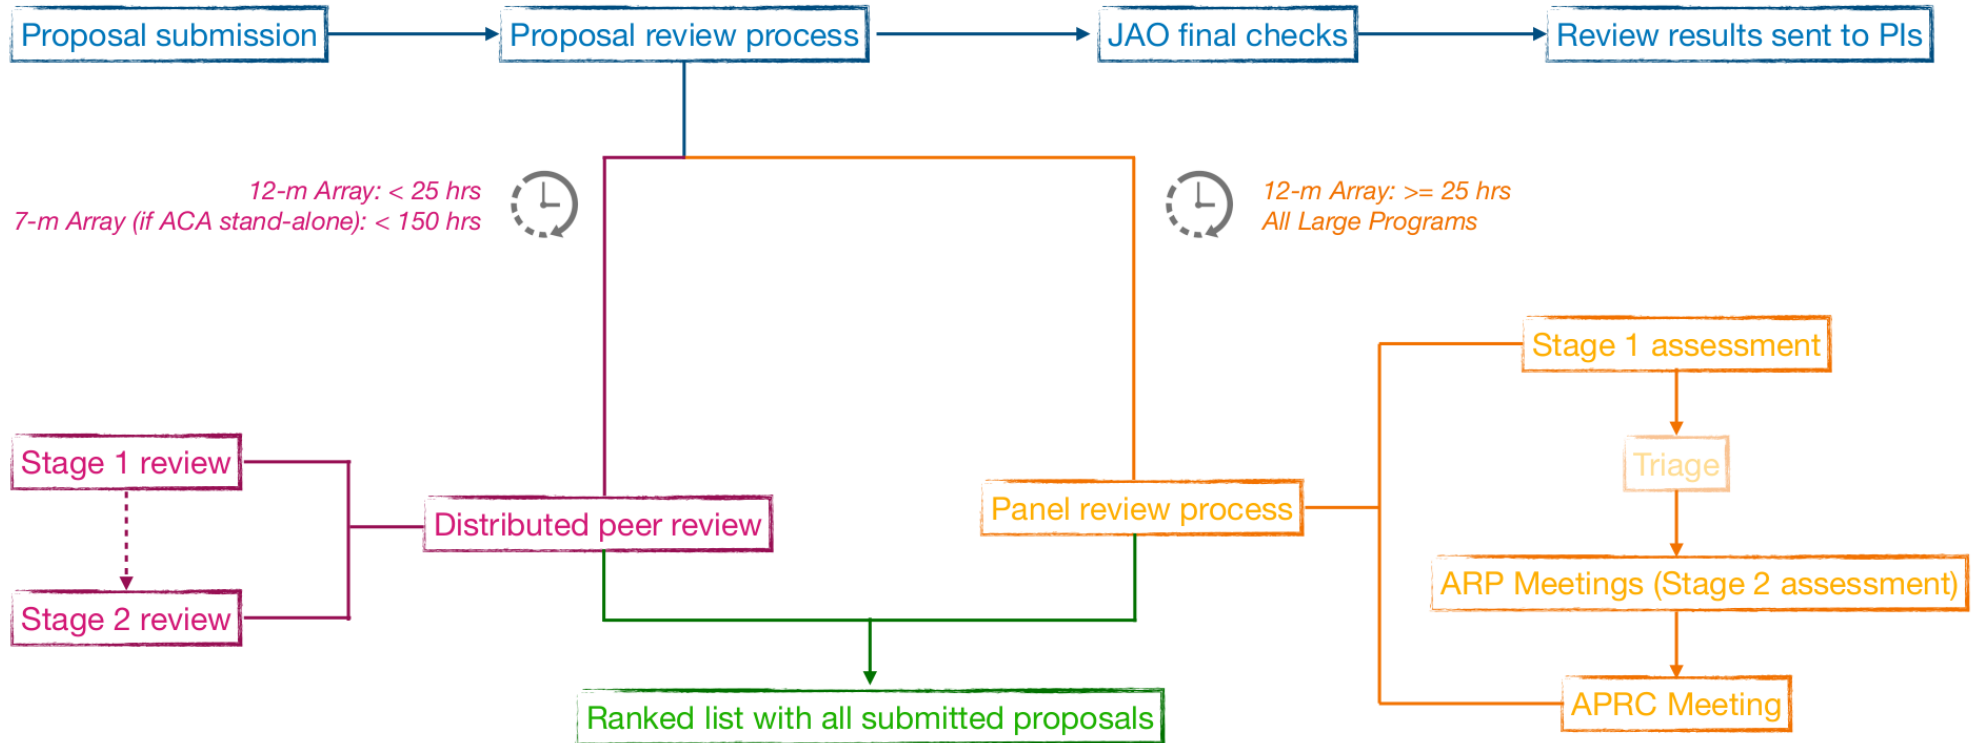 Proposal submission
Proposal review process
JAO final checks
Review results sent to PIs
12-m Array: < 25 hrs
7-m Array (if ACA stand-alone): < 150 hrs
12-m Array: >= 25 hrs
All Large Programs
Stage 1 assessment
Triage
Stage 1 review
Distributed peer review
Panel review process
ARP Meetings (Stage 2 assessment)
Stage 2 review
APRC Meeting
Ranked list with all submitted proposals